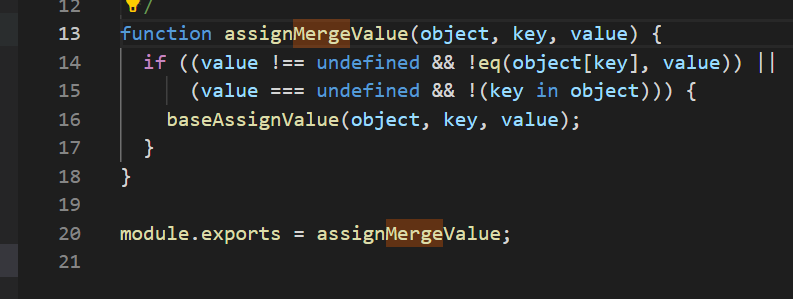 12 */
13 function assignMergeValue(object, key, value) {
14 if ((value !== undefined && !eq(object[key], value)) ||
15 (value === undefined && !(key in object))) {
16 baseAssignValue(object, key, value);
17 }
18 }
19
20 module.exports = assignMergeValue;
21